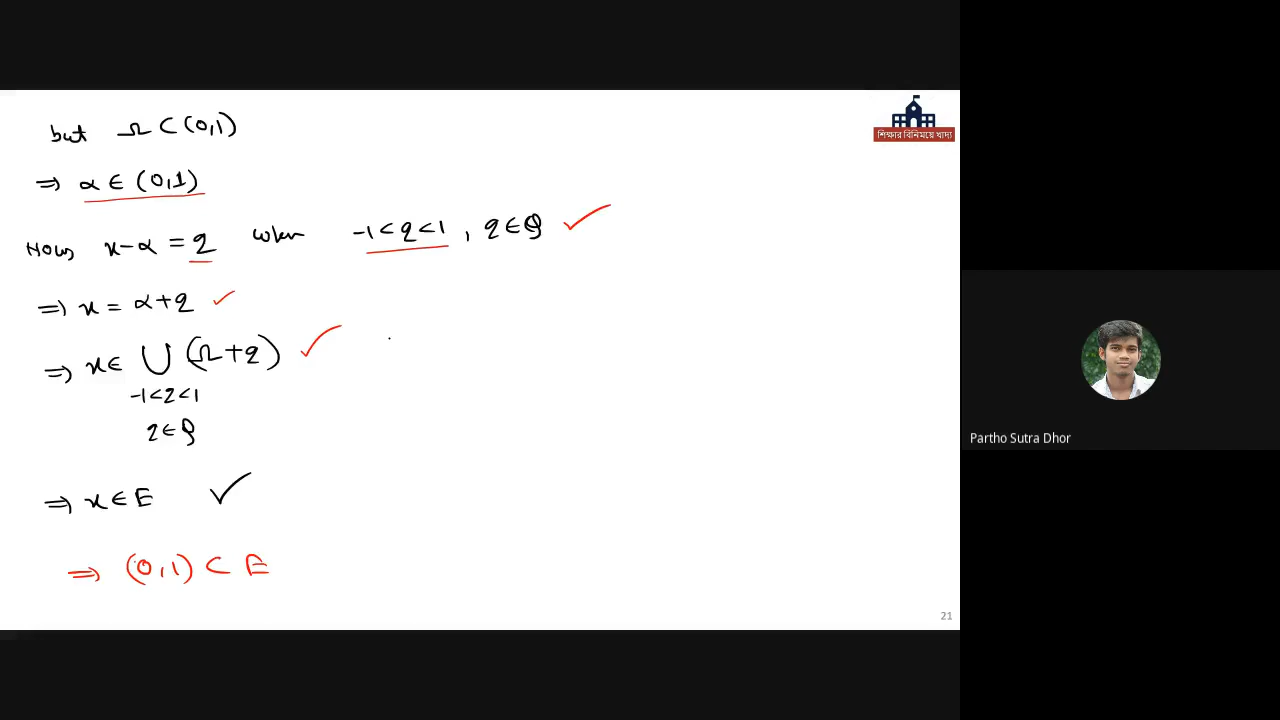 but Ω ⊂ (0,1)
⇒ α ∈ (0,1)
Now x-α = q when -1<q<1, q∈Q
⇒ x = α+q
⇒ x∈ ∪ (Ω+q)
-1<q<1
q∈Q
⇒ x∈E
⇒ (0,1) ⊂ E
শিক্ষার বিনিময়ে খাদ্য
21
Partho Sutra Dhor